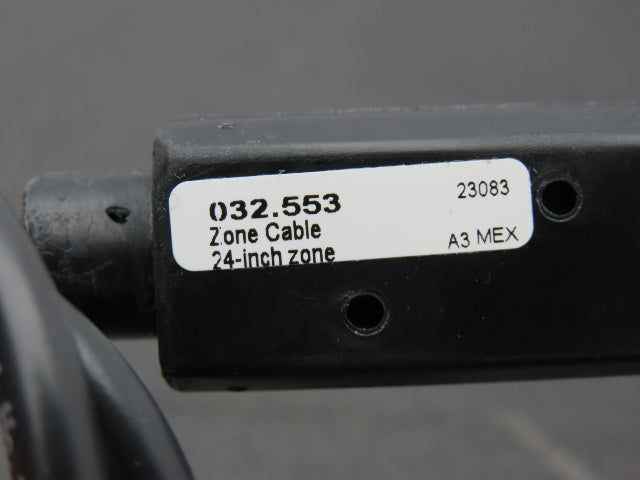 032.553
23083
Zone Cable
24-inch zone
A3 MEX